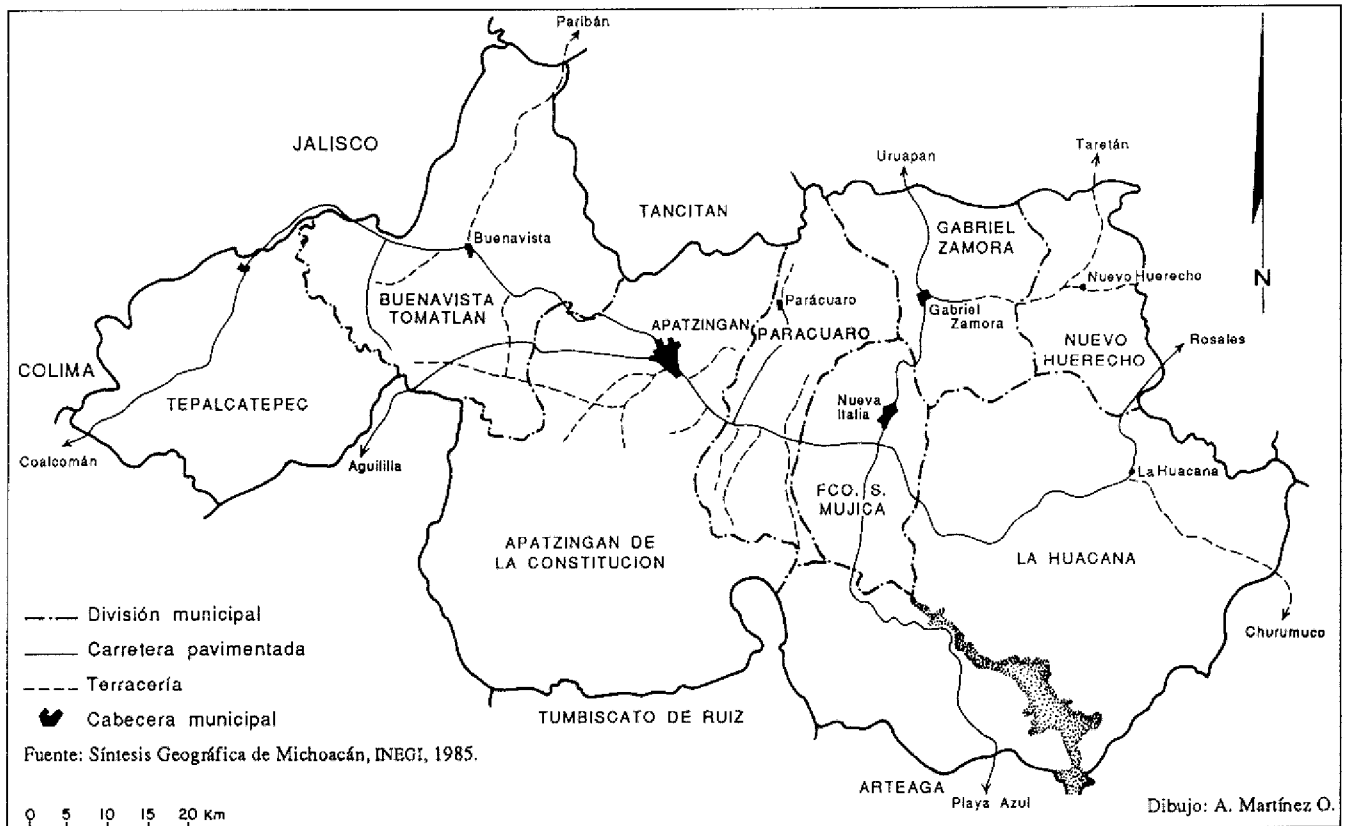 Paribán
JALISCO
Uruapan
Taretán
TANCITAN
GABRIEL
ZAMORA
Buenavista
N
Nuevo Huerecho
BUENAVISTA
TOMATLAN
Parácuaro
Gabriel
Zamora
APATZINGAN
PARACUARO
NUEVO
HUERECHO
Rosales
COLIMA
TEPALCATEPEC
Nueva
Italia
Coalcomán
Aguililla
La Huacana
FCO. S.
MUJICA
APATZINGAN DE
LA CONSTITUCION
LA HUACANA
División municipal
Carretera pavimentada
Terracería
Cabecera municipal
Churumuco
TUMBISCATO DE RUIZ
Fuente: Síntesis Geográfica de Michoacán, INEGI, 1985.
ARTEAGA
Playa Azul
Dibujo: A. Martínez O.
0 5 10 15 20 Km